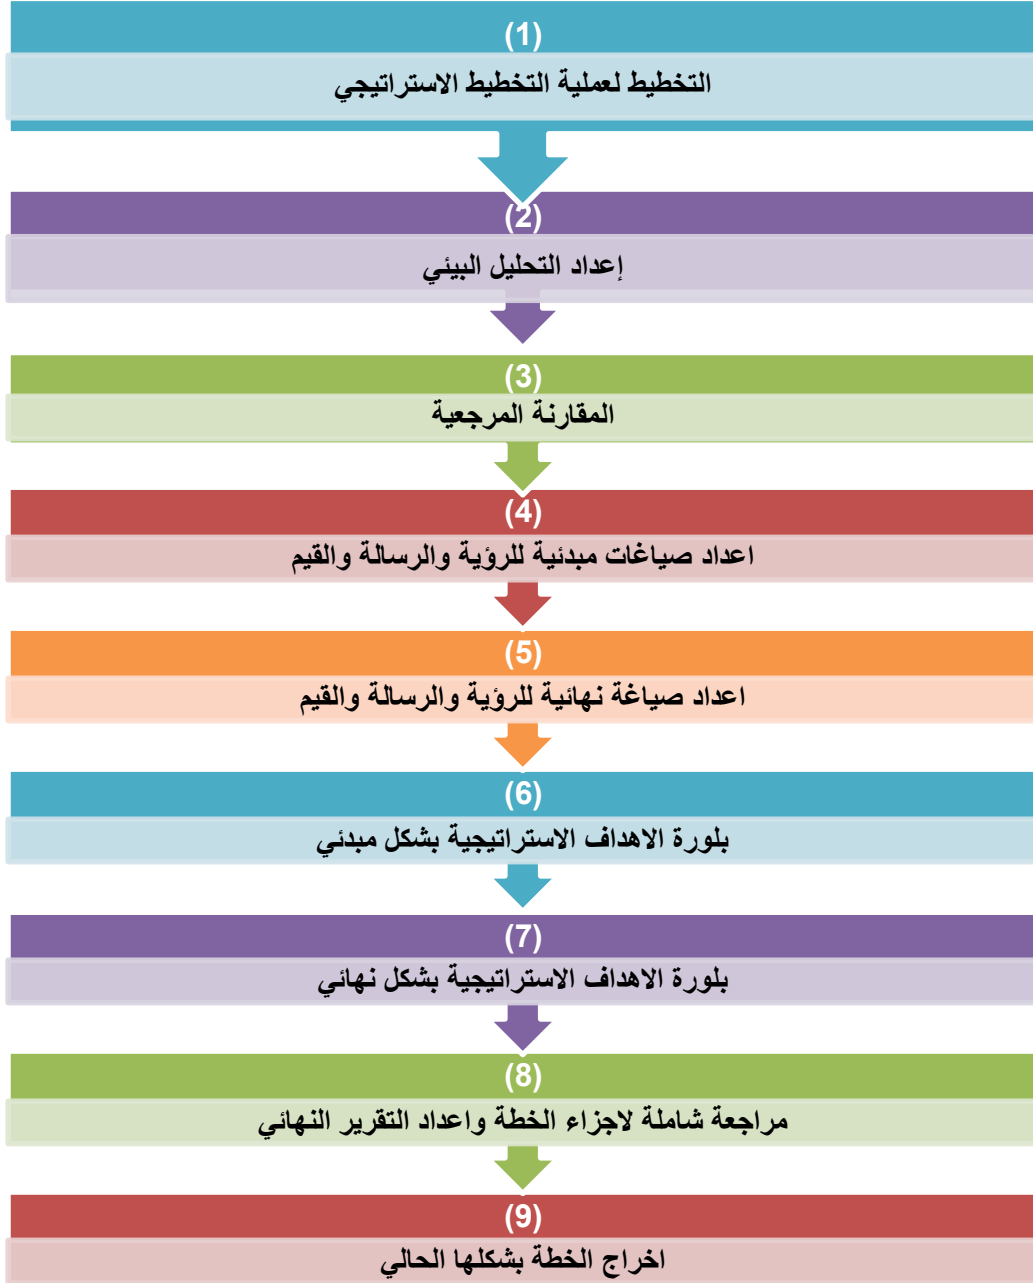 (1)
التخطيط لعملية التخطيط الاستراتيجي
(2)
إعداد التحليل البيئي
(3)
المقارنة المرجعية
(4)
اعداد صياغات مبدئية للرؤية والرسالة والقيم
(5)
اعداد صياغة نهائية للرؤية والرسالة والقيم
(6)
بلورة الاهداف الاستراتيجية بشكل مبدئي
(7)
بلورة الاهداف الاستراتيجية بشكل نهائي
(8)
مراجعة شاملة لاجزاء الخطة واعداد التقرير النهائي
(9)
اخراج الخطة بشكلها الحالي